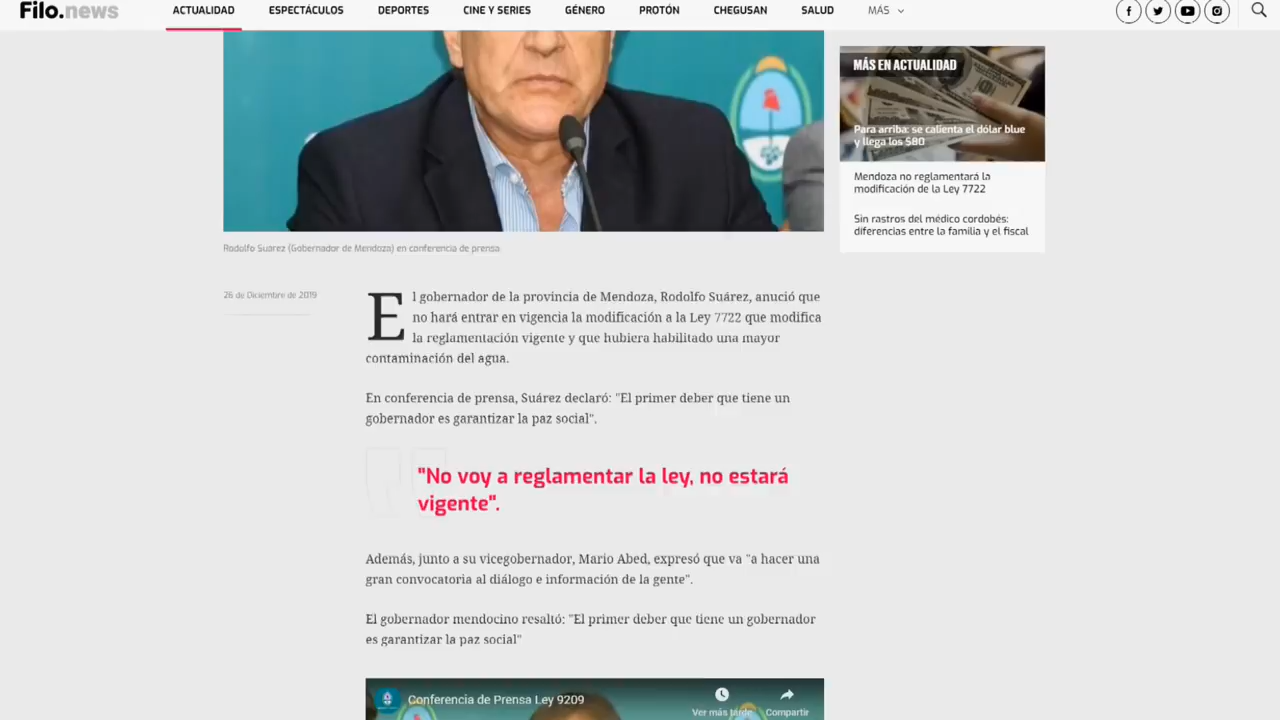 Filo.news
ACTUALIDAD ESPECTÁCULOS DEPORTES CINE Y SERIES GÉNERO PROTÓN CHEGUSAN SALUD MÁS
MÁS EN ACTUALIDAD
Para arriba: se calienta el dólar blue
y llega los $80
Mendoza no reglamentará la
modificación de la Ley 7722
Sin rastros del médico cordobés:
diferencias entre la familia y el fiscal
Rodolfo Suarez (Gobernador de Mendoza) en conferencia de prensa
26 de Diciembre de 2019
El gobernador de la provincia de Mendoza, Rodolfo Suárez, anució que
no hará entrar en vigencia la modificación a la Ley 7722 que modifica
la reglamentación vigente y que hubiera habilitado una mayor
contaminación del agua.
En conferencia de prensa, Suárez declaró: "El primer deber que tiene un
gobernador es garantizar la paz social".
"No voy a reglamentar la ley, no estará
vigente".
Además, junto a su vicegobernador, Mario Abed, expresó que va "a hacer una
gran convocatoria al diálogo e información de la gente".
El gobernador mendocino resaltó: "El primer deber que tiene un gobernador
es garantizar la paz social"
Conferencia de Prensa Ley 9209
Ver más tarde Compartir